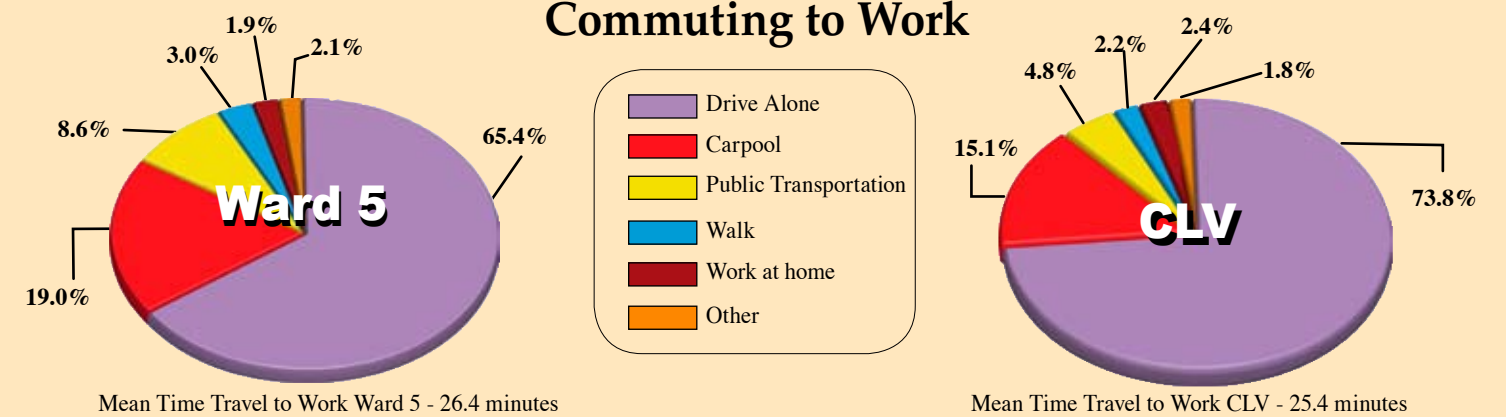 Commuting to Work
1.9%
3.0%
2.1%
8.6%
65.4%
19.0%
Ward 5
Mean Time Travel to Work Ward 5 - 26.4 minutes
Drive Alone
Carpool
Public Transportation
Walk
Work at home
Other
2.4%
2.2%
4.8%
1.8%
15.1%
73.8%
CLV
Mean Time Travel to Work CLV - 25.4 minutes